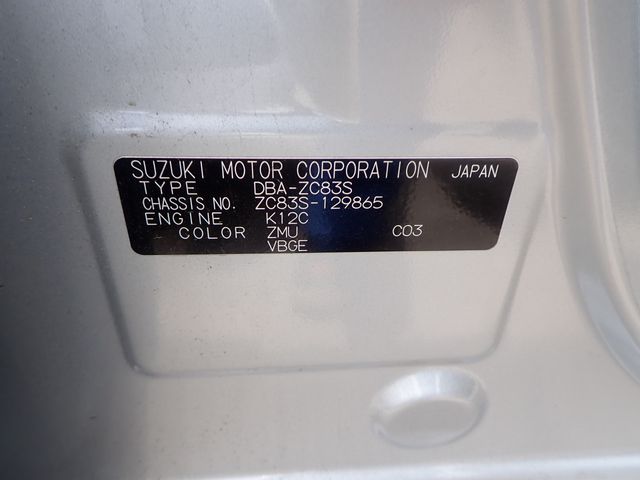 SUZUKI MOTOR CORPORATION JAPAN
TYPE DBA-ZC83S
CHASSIS NO. ZC83S-129865
ENGINE K12C
COLOR ZMU C03
VBGE